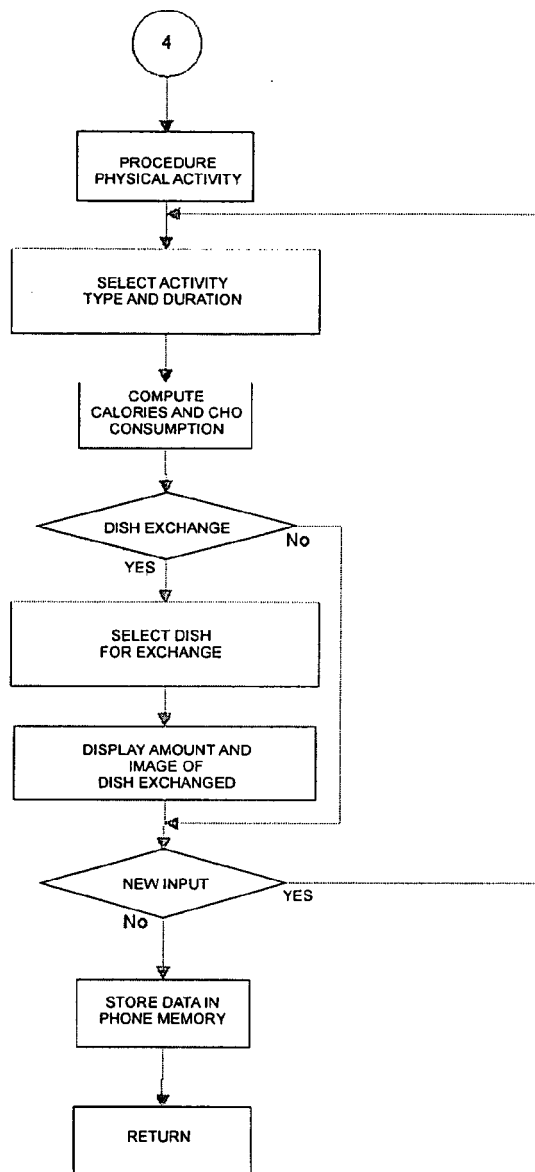 4
PROCEDURE
PHYSICAL ACTIVITY
SELECT ACTIVITY
TYPE AND DURATION
COMPUTE
CALORIES AND CHO
CONSUMPTION
DISH EXCHANGE
No
YES
SELECT DISH
FOR EXCHANGE
DISPLAY AMOUNT AND
IMAGE OF
DISH EXCHANGED
NEW INPUT
YES
No
STORE DATA IN
PHONE MEMORY
RETURN